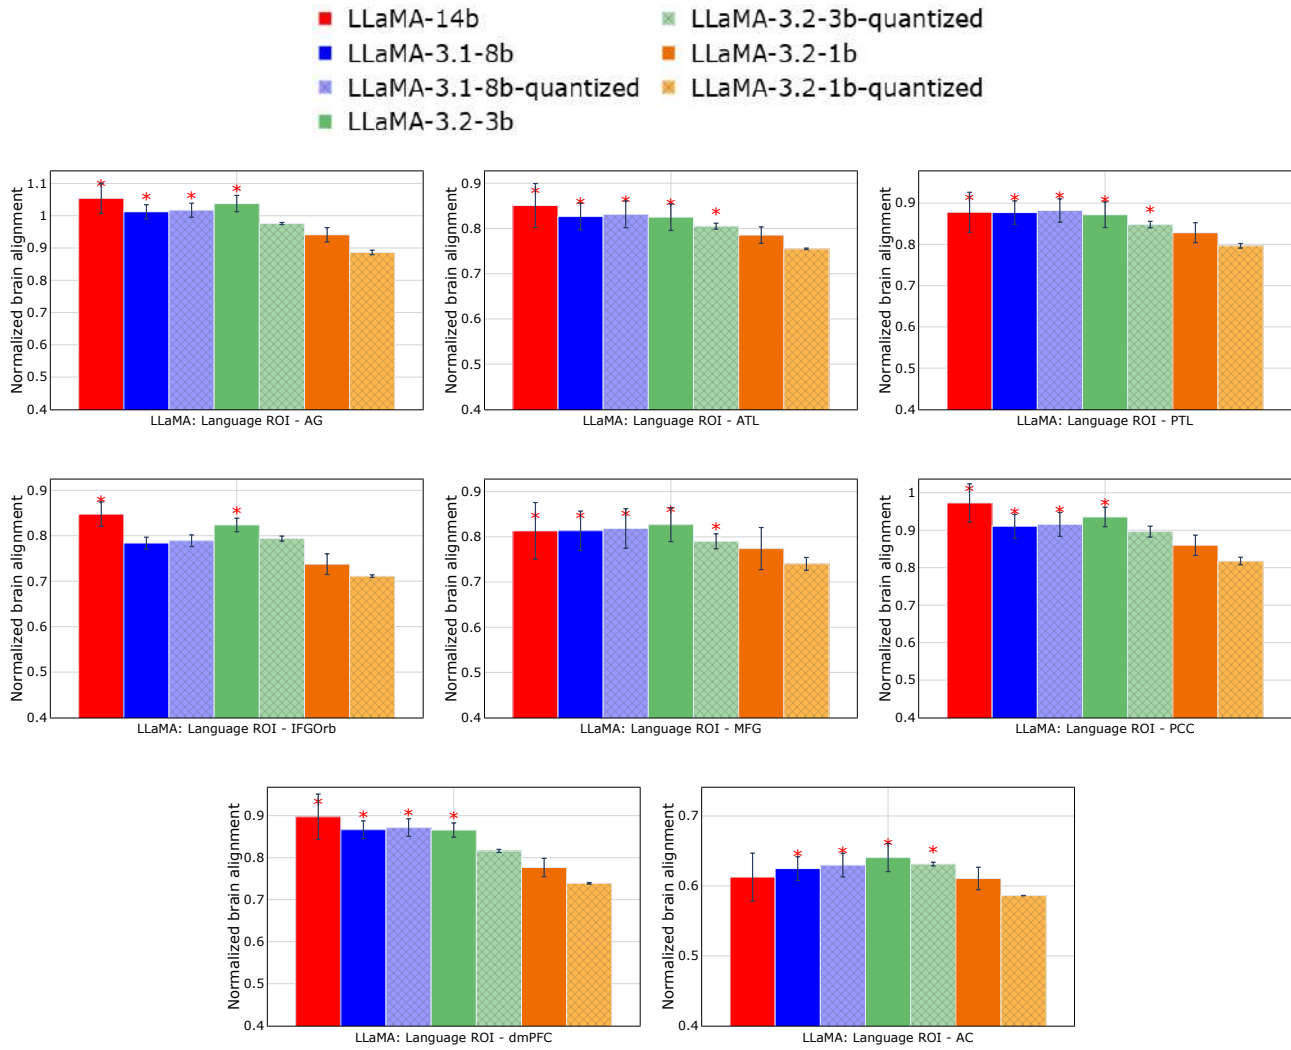 LLaMA-14b
LLaMA-3.1-8b
LLaMA-3.1-8b-quantized
LLaMA-3.2-3b
LLaMA-3.2-3b-quantized
LLaMA-3.2-1b
LLaMA-3.2-1b-quantized
Normalized brain alignment
1.1
1
0.9
0.8
0.7
0.6
0.5
0.4
* * * *
LLaMA: Language ROI - AG
Normalized brain alignment
0.9
0.8
0.7
0.6
0.5
0.4
* * * * *
LLaMA: Language ROI - ATL
Normalized brain alignment
0.9
0.8
0.7
0.6
0.5
0.4
* * * * *
LLaMA: Language ROI - PTL
Normalized brain alignment
0.9
0.8
0.7
0.6
0.5
0.4
* *
LLaMA: Language ROI - IFGOrb
Normalized brain alignment
0.9
0.8
0.7
0.6
0.5
0.4
* * * * *
LLaMA: Language ROI - MFG
Normalized brain alignment
1
0.9
0.8
0.7
0.6
0.5
0.4
* * * *
LLaMA: Language ROI - PCC
Normalized brain alignment
0.9
0.8
0.7
0.6
0.5
0.4
* * * *
LLaMA: Language ROI - dmPFC
Normalized brain alignment
0.7
0.6
0.5
0.4
* * * *
LLaMA: Language ROI - AC